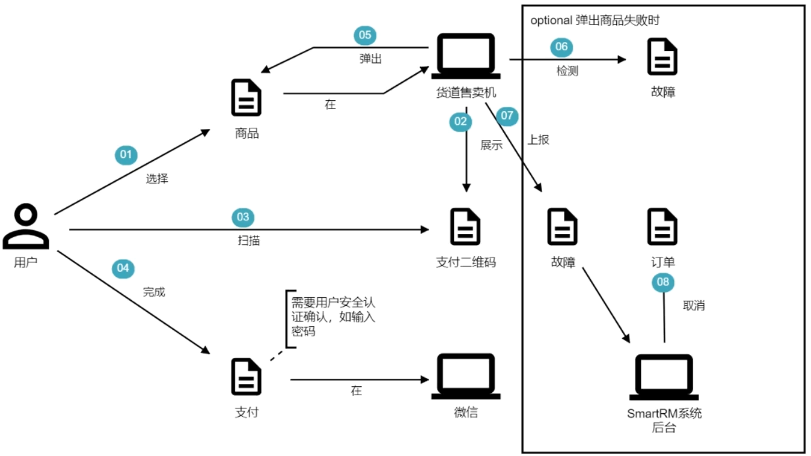 optional 弹出商品失败时
05
弹出
06
检测
货道售卖机
故障
在
商品
02
07
展示
上报
01
选择
03
扫描
用户
支付二维码
故障
订单
04
完成
08
取消
需要用户安全认
证确认，如输入
密码
支付
在
微信
SmartRM系统
后台